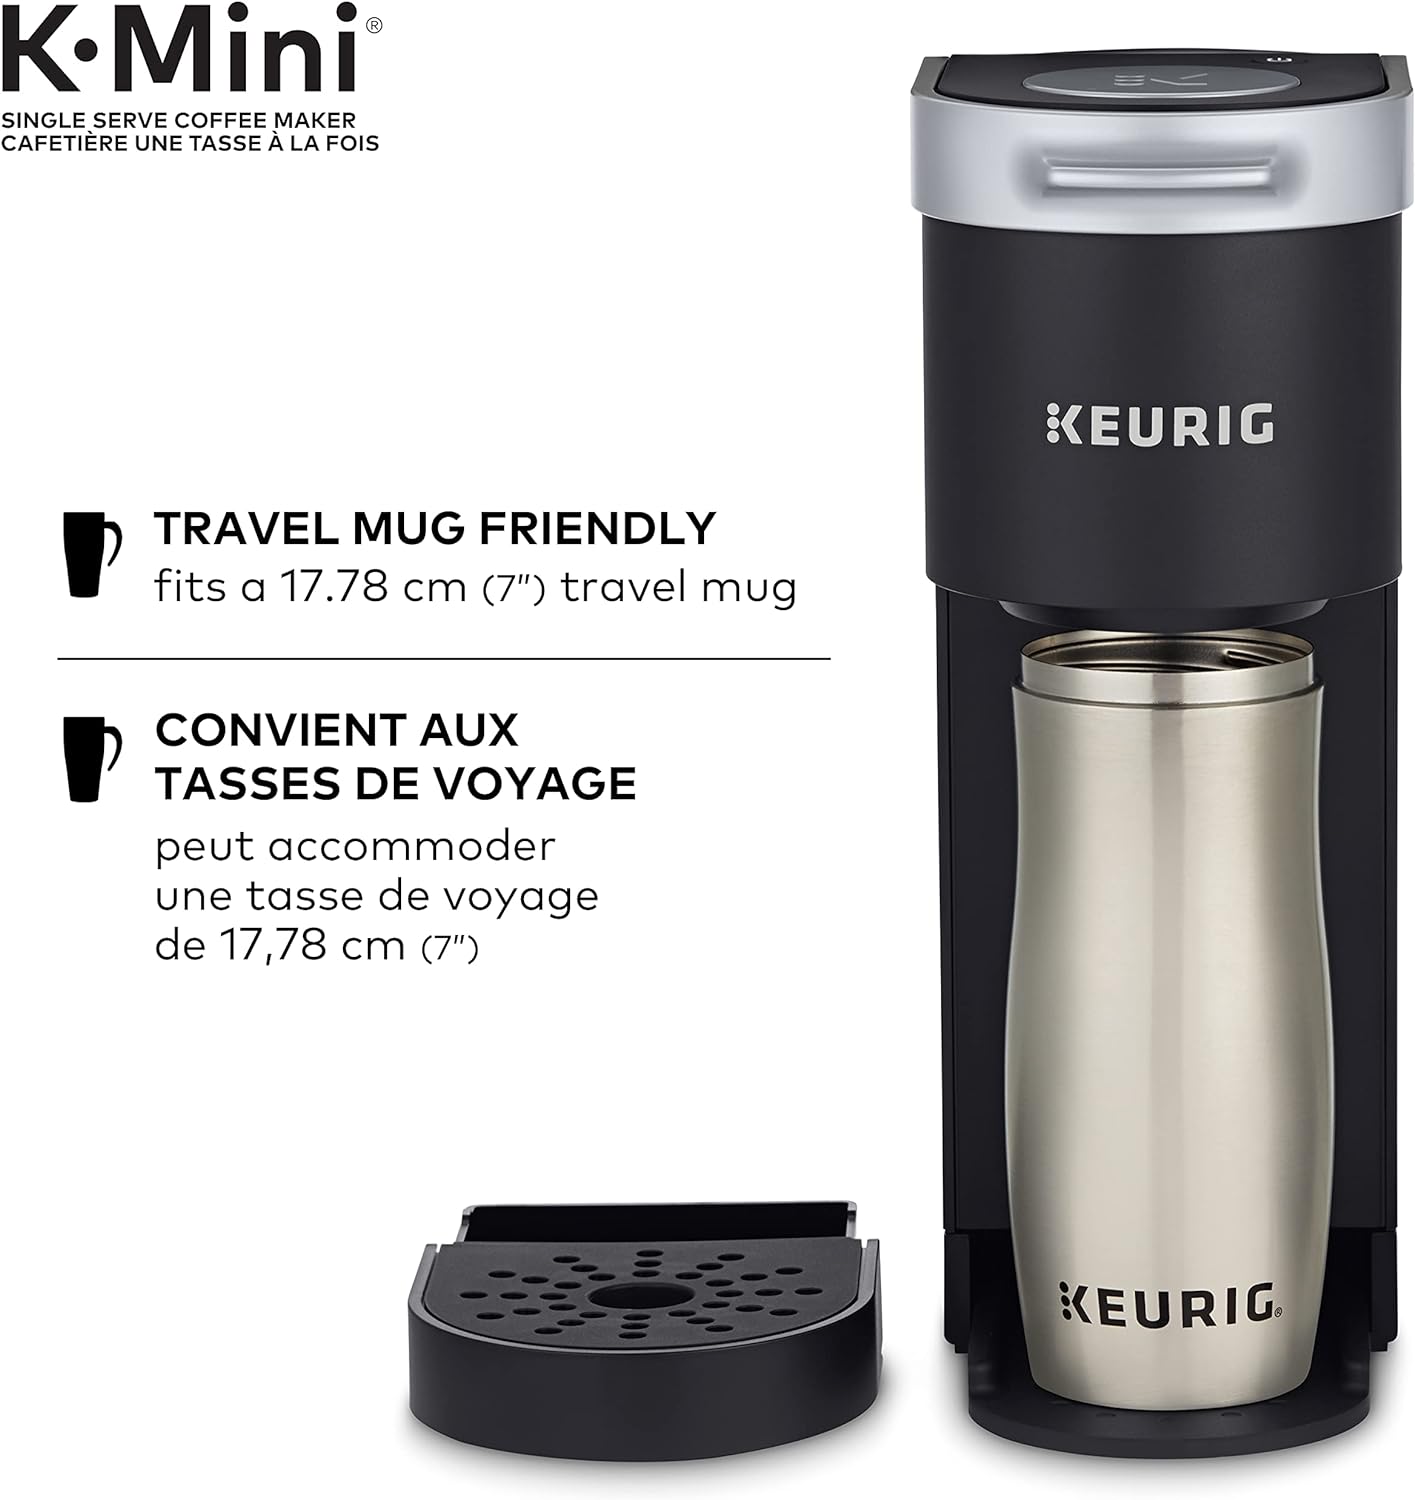 K•Mini®
SINGLE SERVE COFFEE MAKER
CAFETIÈRE UNE TASSE À LA FOIS
KEURIG
TRAVEL MUG FRIENDLY
fits a 17.78 cm (7") travel mug
CONVIENT AUX
TASSES DE VOYAGE
peut accommoder
une tasse de voyage
de 17,78 cm (7")
KEURIG®